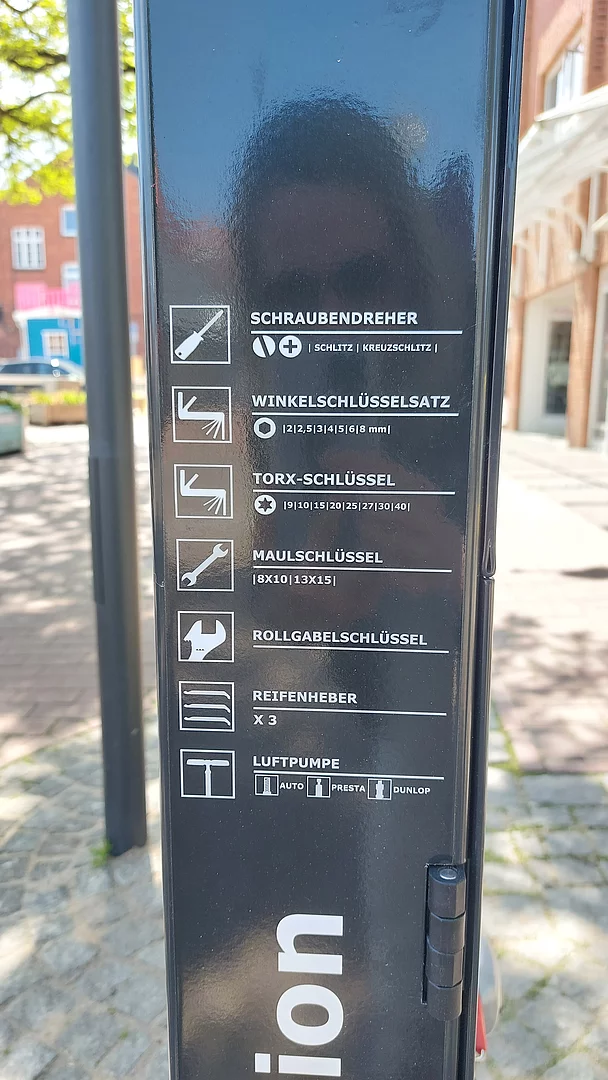 SCHRAUBENDREHER
| SCHLITZ | KREUZSCHLITZ |
WINKELSCHLÜSSELSATZ
|2|2,5|3|4|5|6|8 mm|
TORX-SCHLÜSSEL
|9|10|15|20|25|27|30|40|
MAULSCHLÜSSEL
|8X10|13X15|
ROLLGABELSCHLÜSSEL
REIFENHEBER
X 3
LUFTPUMPE
AUTO PRESTA DUNLOP
ion